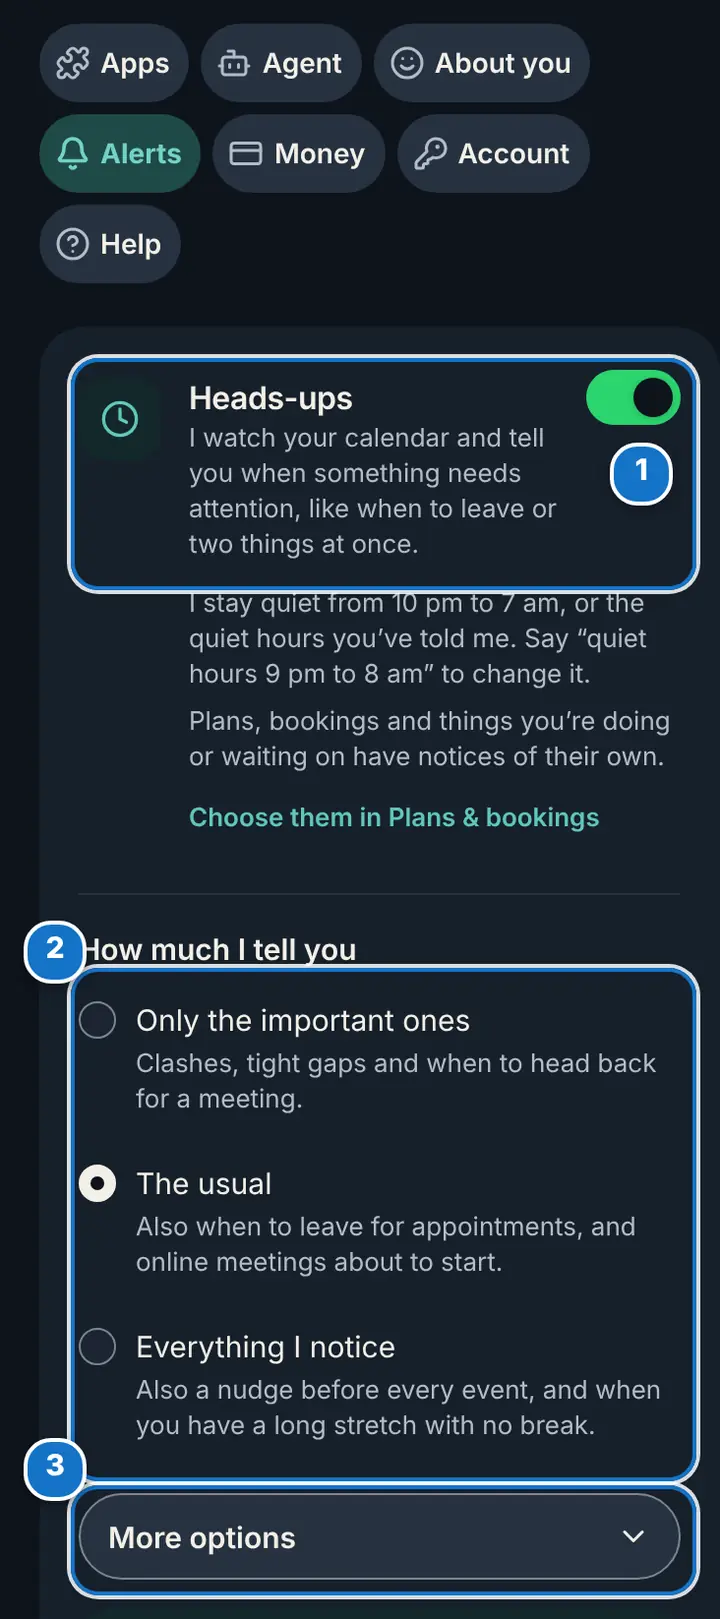 Apps
Agent
About you
Alerts
Money
Account
Help
Heads-ups
I watch your calendar and tell
you when something needs
attention, like when to leave or
two things at once.
1
I stay quiet from 10 pm to 7 am, or the
quiet hours you’ve told me. Say “quiet
hours 9 pm to 8 am” to change it.
Plans, bookings and things you’re doing
or waiting on have notices of their own.
Choose them in Plans & bookings
2
How much I tell you
Only the important ones
Clashes, tight gaps and when to head back
for a meeting.
The usual
Also when to leave for appointments, and
online meetings about to start.
Everything I notice
Also a nudge before every event, and when
you have a long stretch with no break.
3
More options